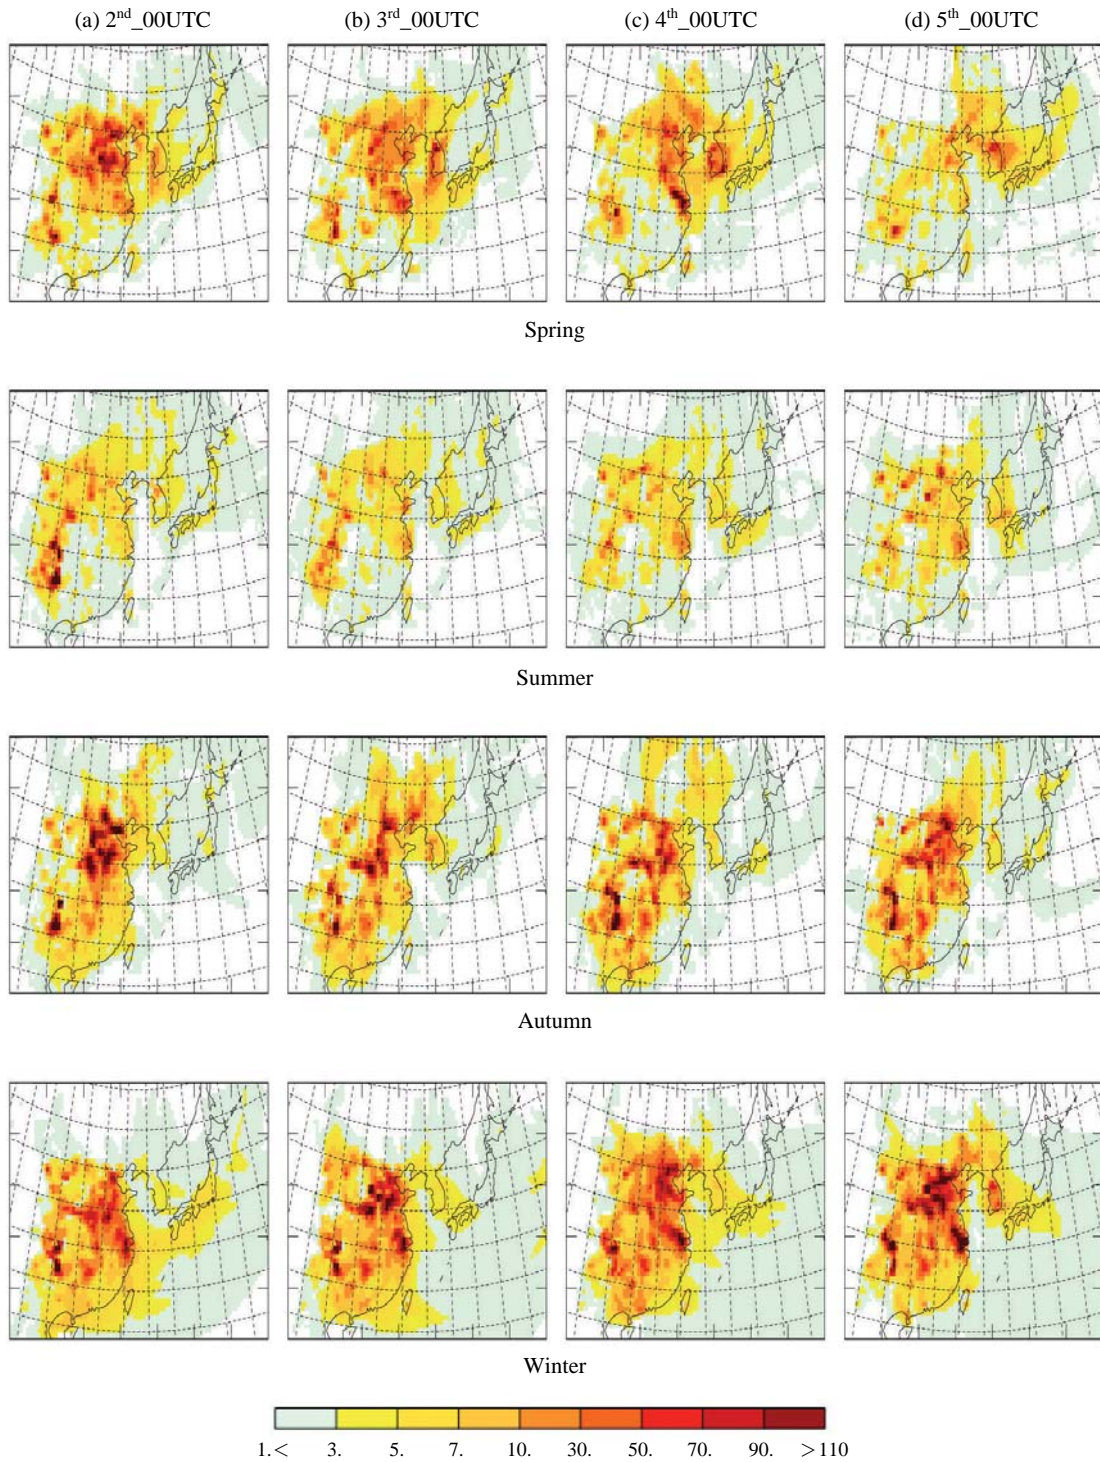 (a) 2nd_00UTC (b) 3rd_00UTC (c) 4th_00UTC (d) 5th_00UTC
Spring
Summer
Autumn
Winter
1.< 3. 5. 7. 10. 30. 50. 70. 90. >110